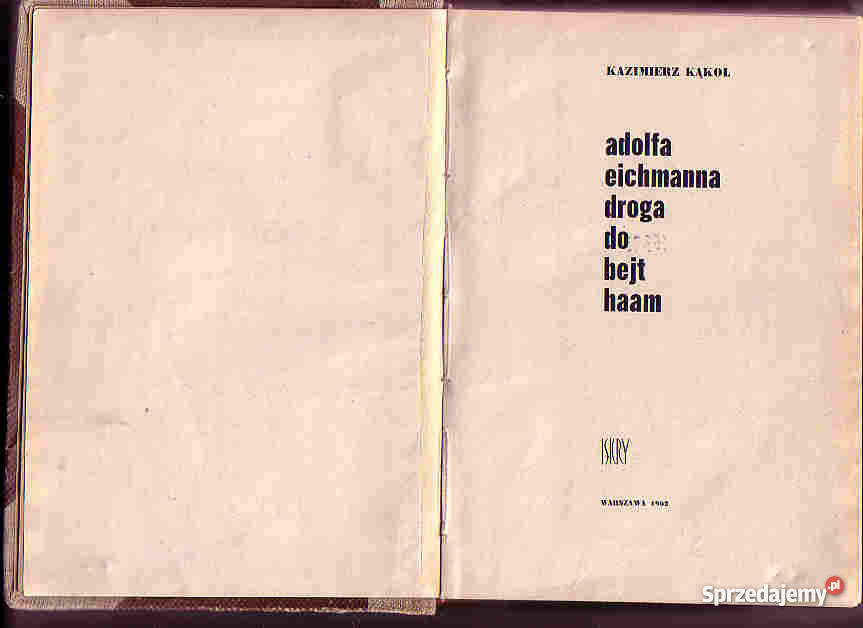 KAZIMIERZ KĄKOL
adolfa
eichmanna
droga
do
bejt
haam
ISKRY
WARSZAWA 1962
Sprzedajemy.pl